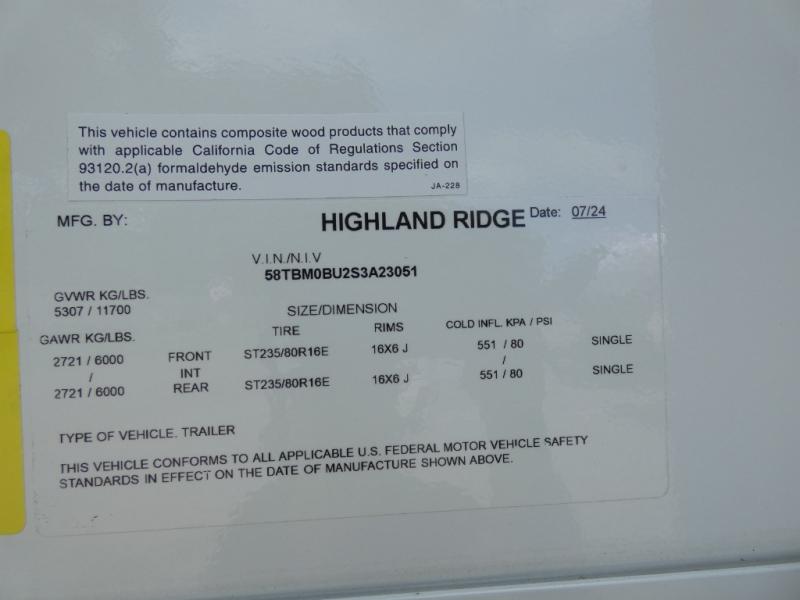 This vehicle contains composite wood products that comply
with applicable California Code of Regulations Section
93120.2(a) formaldehyde emission standards specified on
the date of manufacture. JA-228
MFG. BY: HIGHLAND RIDGE Date: 07/24
V.I.N./N.I.V
58TBM0BU2S3A23051
GVWR KG/LBS.
5307 / 11700
SIZE/DIMENSION
GAWR KG/LBS. TIRE RIMS COLD INFL. KPA / PSI
2721 / 6000 FRONT ST235/80R16E 16X6 J 551 / 80 SINGLE
/ INT /
2721 / 6000 REAR ST235/80R16E 16X6 J 551 / 80 SINGLE
TYPE OF VEHICLE. TRAILER
THIS VEHICLE CONFORMS TO ALL APPLICABLE U.S. FEDERAL MOTOR VEHICLE SAFETY
STANDARDS IN EFFECT ON THE DATE OF MANUFACTURE SHOWN ABOVE.